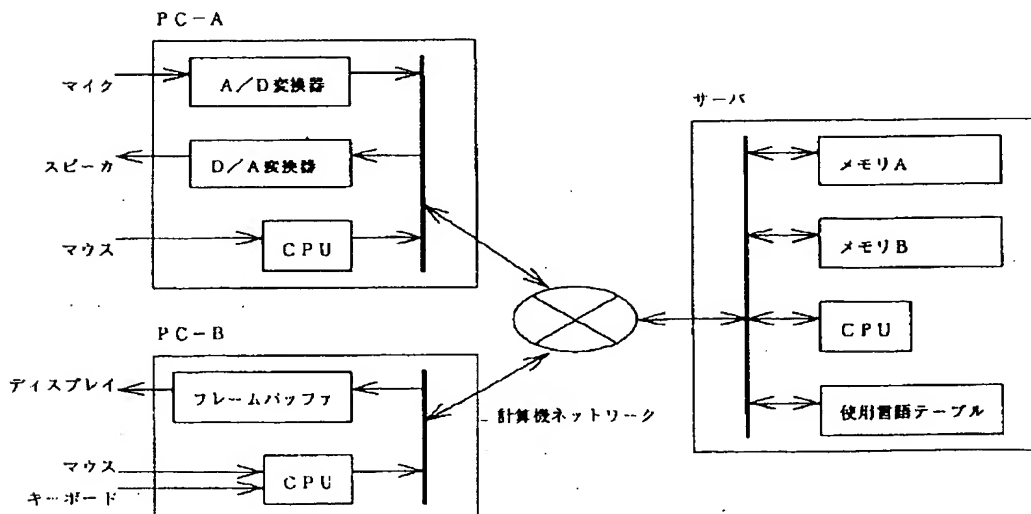 PC-A
マイク
A/D変換器
スピーカ
D/A変換器
マウス
CPU
サーバ
メモリA
メモリB
CPU
使用言語テーブル
PC-B
ディスプレイ
フレームバッファ
計算機ネットワーク
マウス
キーボード
CPU